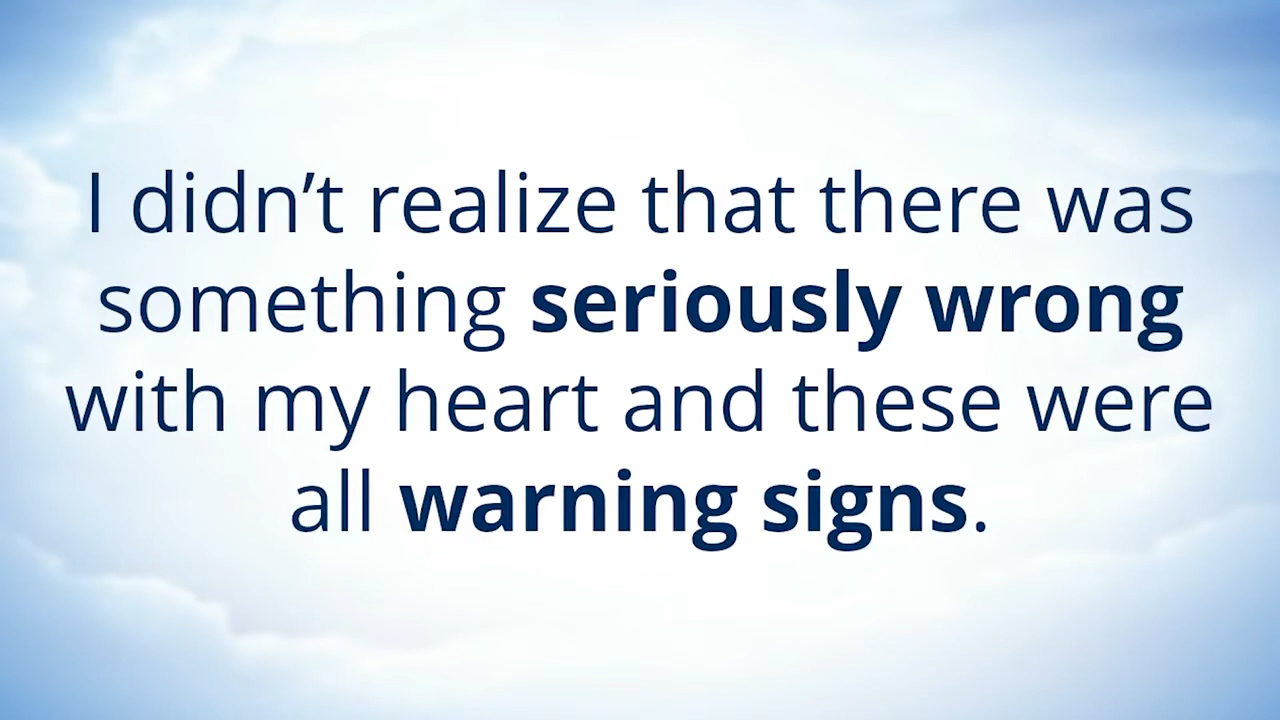 I didn’t realize that there was
something seriously wrong
with my heart and these were
all warning signs.